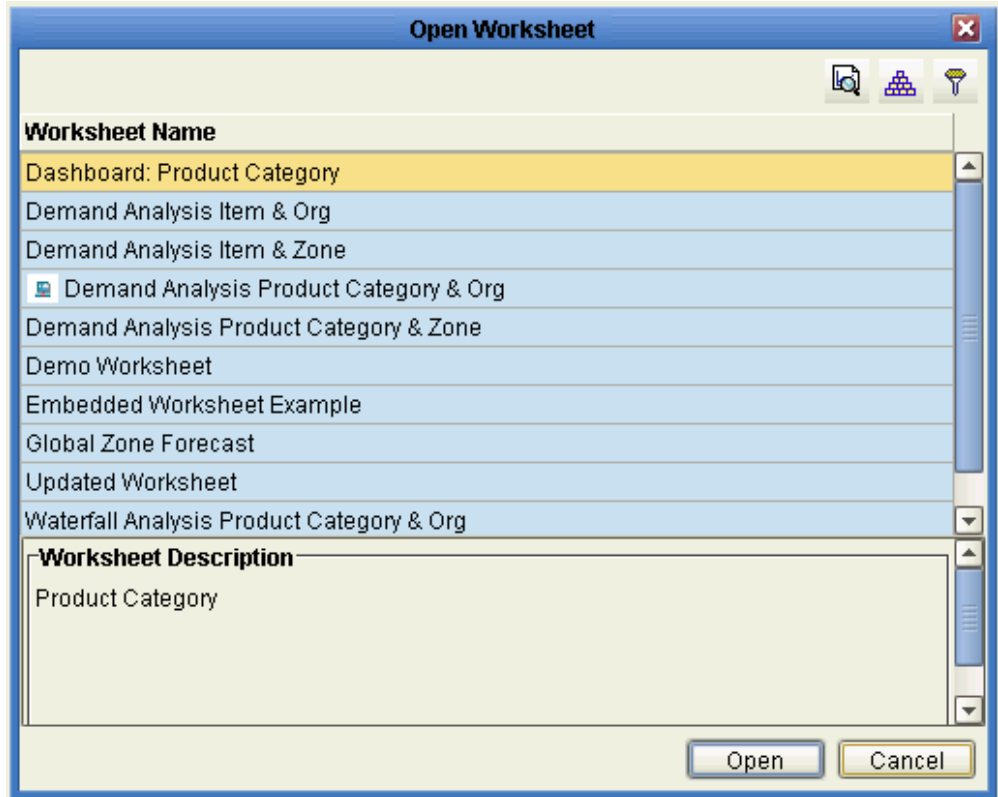 Open Worksheet
Worksheet Name
Dashboard: Product Category
Demand Analysis Item & Org
Demand Analysis Item & Zone
Demand Analysis Product Category & Org
Demand Analysis Product Category & Zone
Demo Worksheet
Embedded Worksheet Example
Global Zone Forecast
Updated Worksheet
Waterfall Analysis Product Category & Org
Worksheet Description
Product Category
Open Cancel